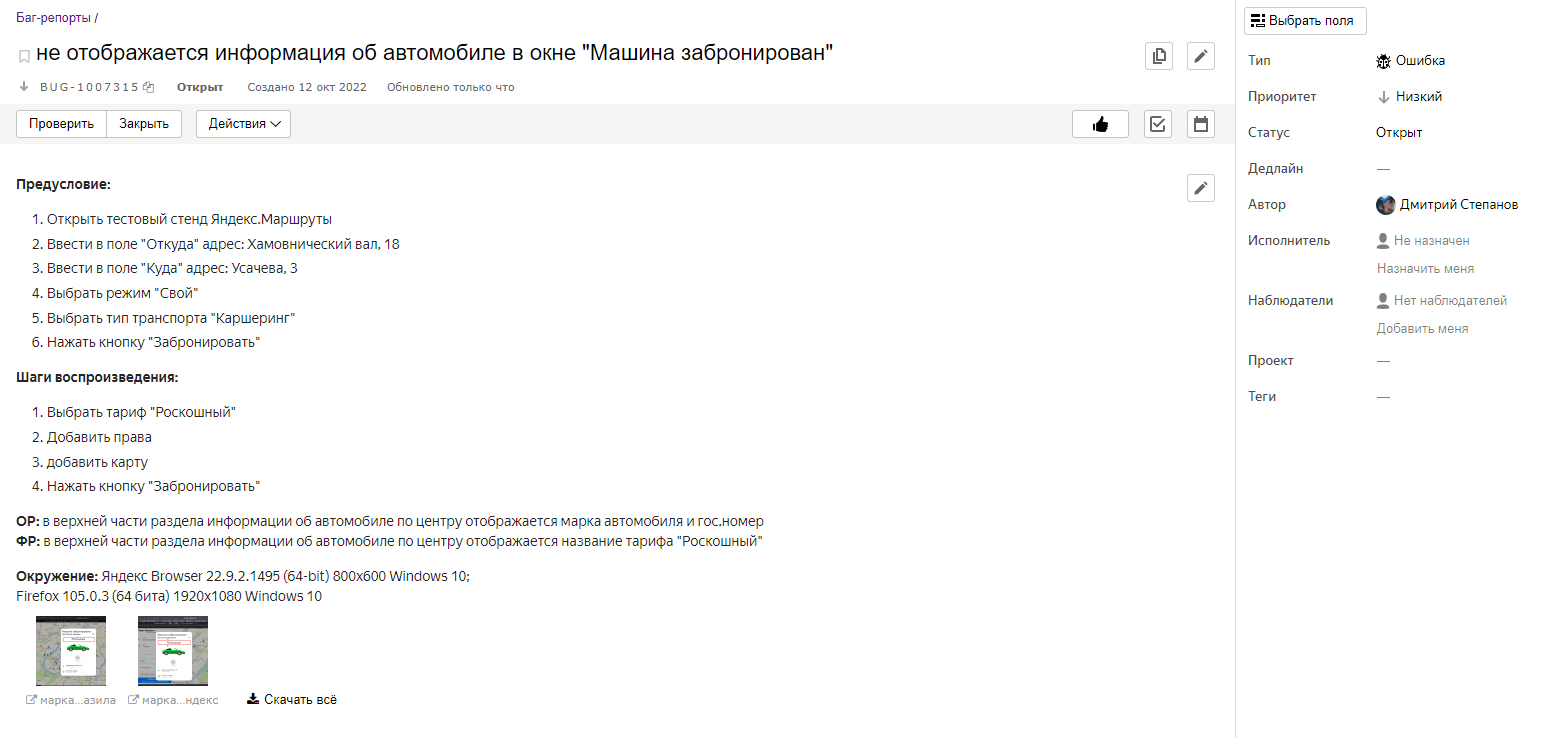 Баг-репорты /
не отображается информация об автомобиле в окне "Машина забронирован"
BUG-1007315 Открыт Создано 12 окт 2022 Обновлено только что
Проверить Закрыть Действия
Предусловие:
1. Открыть тестовый стенд Яндекс.Маршруты
2. Ввести в поле "Откуда" адрес: Хамовнический вал, 18
3. Ввести в поле "Куда" адрес: Усачева, 3
4. Выбрать режим "Свой"
5. Выбрать тип транспорта "Каршеринг"
6. Нажать кнопку "Забронировать"
Шаги воспроизведения:
1. Выбрать тариф "Роскошный"
2. Добавить права
3. добавить карту
4. Нажать кнопку "Забронировать"
ОР: в верхней части раздела информации об автомобиле по центру отображается марка автомобиля и гос.номер
ФР: в верхней части раздела информации об автомобиле по центру отображается название тарифа "Роскошный"
Окружение: Яндекс Browser 22.9.2.1495 (64-bit) 800x600 Windows 10;
Firefox 105.0.3 (64 бита) 1920x1080 Windows 10
марка...азила марка...ндекс Скачать всё
Выбрать поля
Тип Ошибка
Приоритет Низкий
Статус Открыт
Дедлайн —
Автор Дмитрий Степанов
Исполнитель Не назначен
Назначить меня
Наблюдатели Нет наблюдателей
Добавить меня
Проект —
Теги —